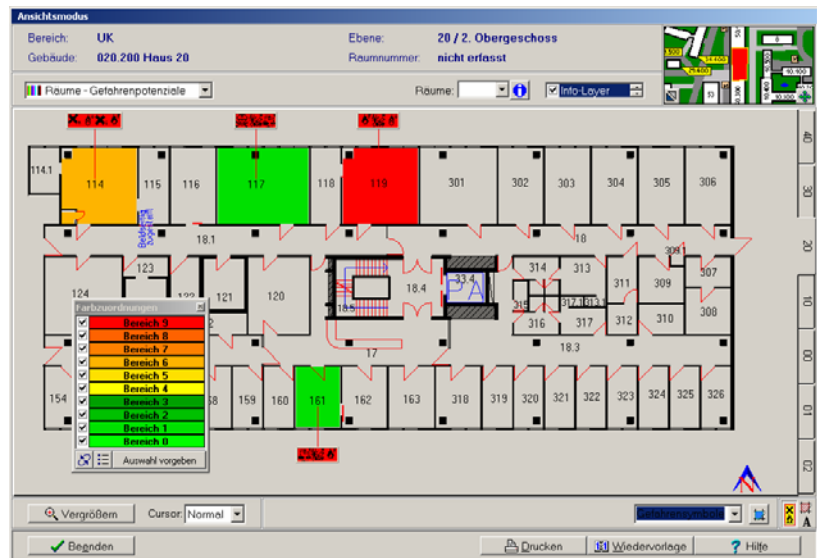 Ansichtsmodus
Bereich: UK Ebene: 20 / 2. Obergeschoss
Gebäude: 020.200 Haus 20 Raumnummer: nicht erfasst
Räume - Gefahrenpotenziale Räume: Info-Layer
114.1 114 115 116 117 118 119 301 302 303 304 305 306
18.1 18 309.1
123 314 313 307
124 121 120 18.4 33.4 PA 311 309
18.5 315 317.1 313.1 308
316 317 312 310
17 18.3
154 159 160 161 162 163 318 319 320 321 322 323 324 325 326
Farbzuordnungen
Bereich 9
Bereich 8
Bereich 7
Bereich 6
Bereich 5
Bereich 4
Bereich 3
Bereich 2
Bereich 1
Bereich 0
Auswahl vorgeben
40
30
20
10
00
01
02
Vergrößern Cursor: Normal Gefahrensymbole
Beenden Drucken Wiedervorlage Hilfe